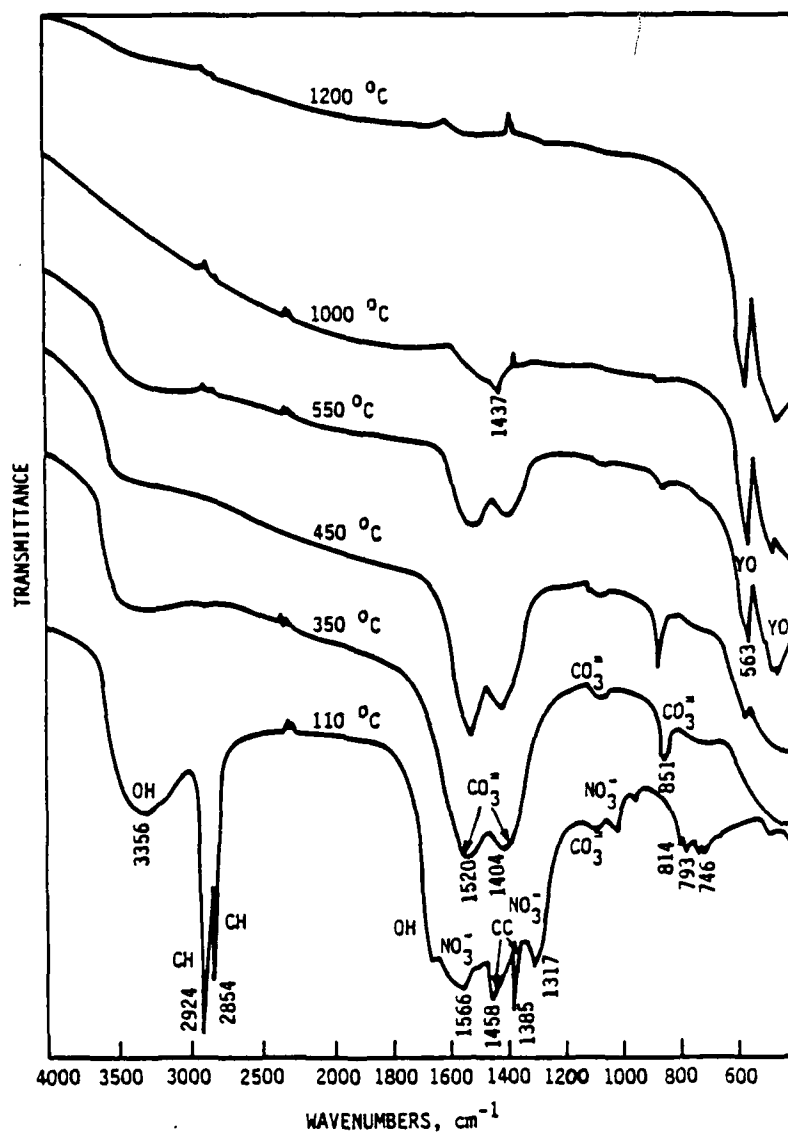 1200 °C
1000 °C
1437
550 °C
450 °C
YO
YO
563
350 °C
CO3=
CO3=
851
110 °C
CO3=
NO3-
OH
3356
1520
1404
CO3=
814
793
746
CH
CH
OH
NO3-
CC
NO3-
1317
2924
2854
1566
1458
1385
TRANSMITTANCE
4000 3500 3000 2500 2000 1800 1600 1400 1200 1000 800 600
WAVENUMBERS, cm-1